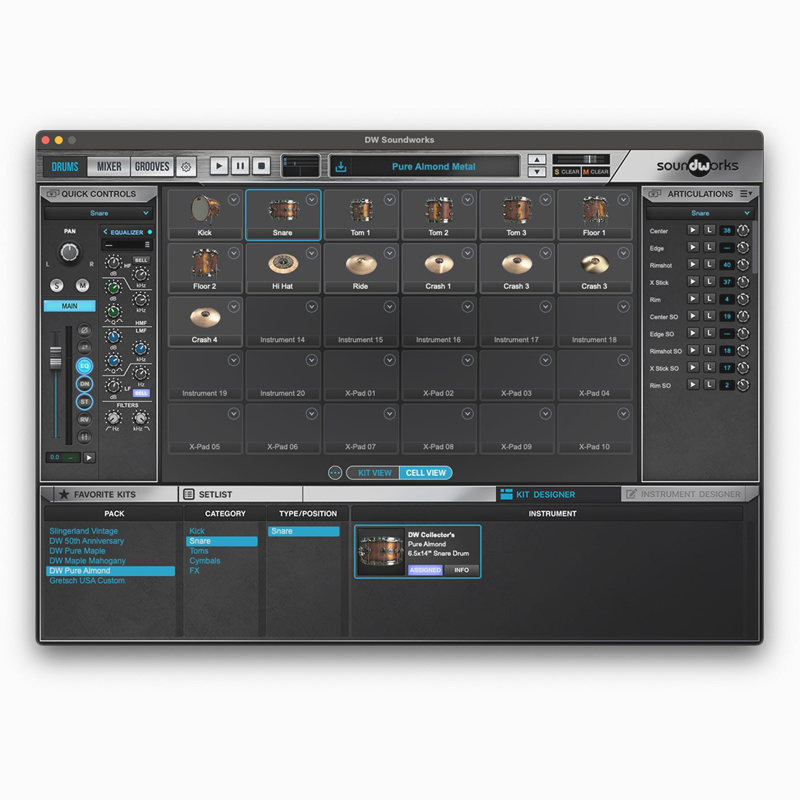 DW Soundworks
DRUMS MIXER GROOVES
Pure Almond Metal
S CLEAR M CLEAR
soundworks
QUICK CONTROLS
Snare
PAN
L R
S M
MAIN
EQUALIZER
BELL
HF
dB
kHz
dB
kHz
HMF
LMF
dB
kHz
dB
kHz
LF
dB
Hz
BELL
FILTERS
Hz kHz
EQ
DN
ST
RV
0.0
Kick Snare Tom 1 Tom 2 Tom 3 Floor 1
Floor 2 Hi Hat Ride Crash 1 Crash 3 Crash 3
Crash 4 Instrument 14 Instrument 15 Instrument 16 Instrument 17 Instrument 18
Instrument 19 Instrument 20 X-Pad 01 X-Pad 02 X-Pad 03 X-Pad 04
X-Pad 05 X-Pad 06 X-Pad 07 X-Pad 08 X-Pad 09 X-Pad 10
KIT VIEW CELL VIEW
ARTICULATIONS
Snare
Center L 38
Edge L
Rimshot L 40
X Stick L 37
Rim L 4
Center SO L 19
Edge SO L
Rimshot SO L 18
X Stick SO L 17
Rim SO L 2
FAVORITE KITS SETLIST KIT DESIGNER INSTRUMENT DESIGNER
PACK CATEGORY TYPE/POSITION INSTRUMENT
Slingerland Vintage
DW 50th Anniversary
DW Pure Maple
DW Maple Mahogany
DW Pure Almond
Gretsch USA Custom
Kick
Snare
Toms
Cymbals
FX
Snare
DW Collector's
Pure Almond
6.5x14" Snare Drum
ASSIGNED INFO